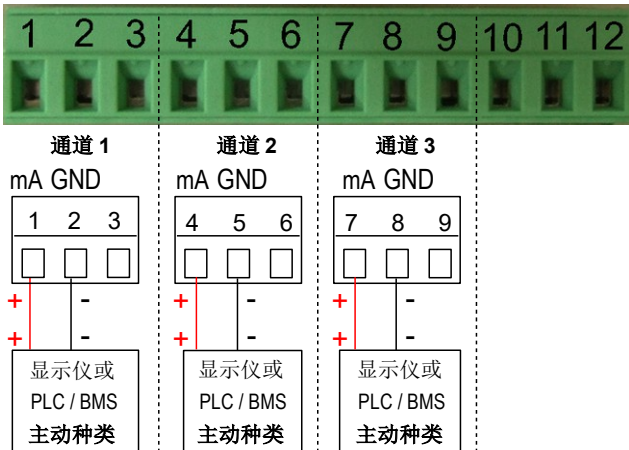 1 2 3 4 5 6 7 8 9 10 11 12
通道 1 通道 2 通道 3
mA GND mA GND mA GND
1 2 3 4 5 6 7 8 9
+ - + - + -
+ - + - + -
显示仪或 显示仪或 显示仪或
PLC / BMS PLC / BMS PLC / BMS
主动种类 主动种类 主动种类